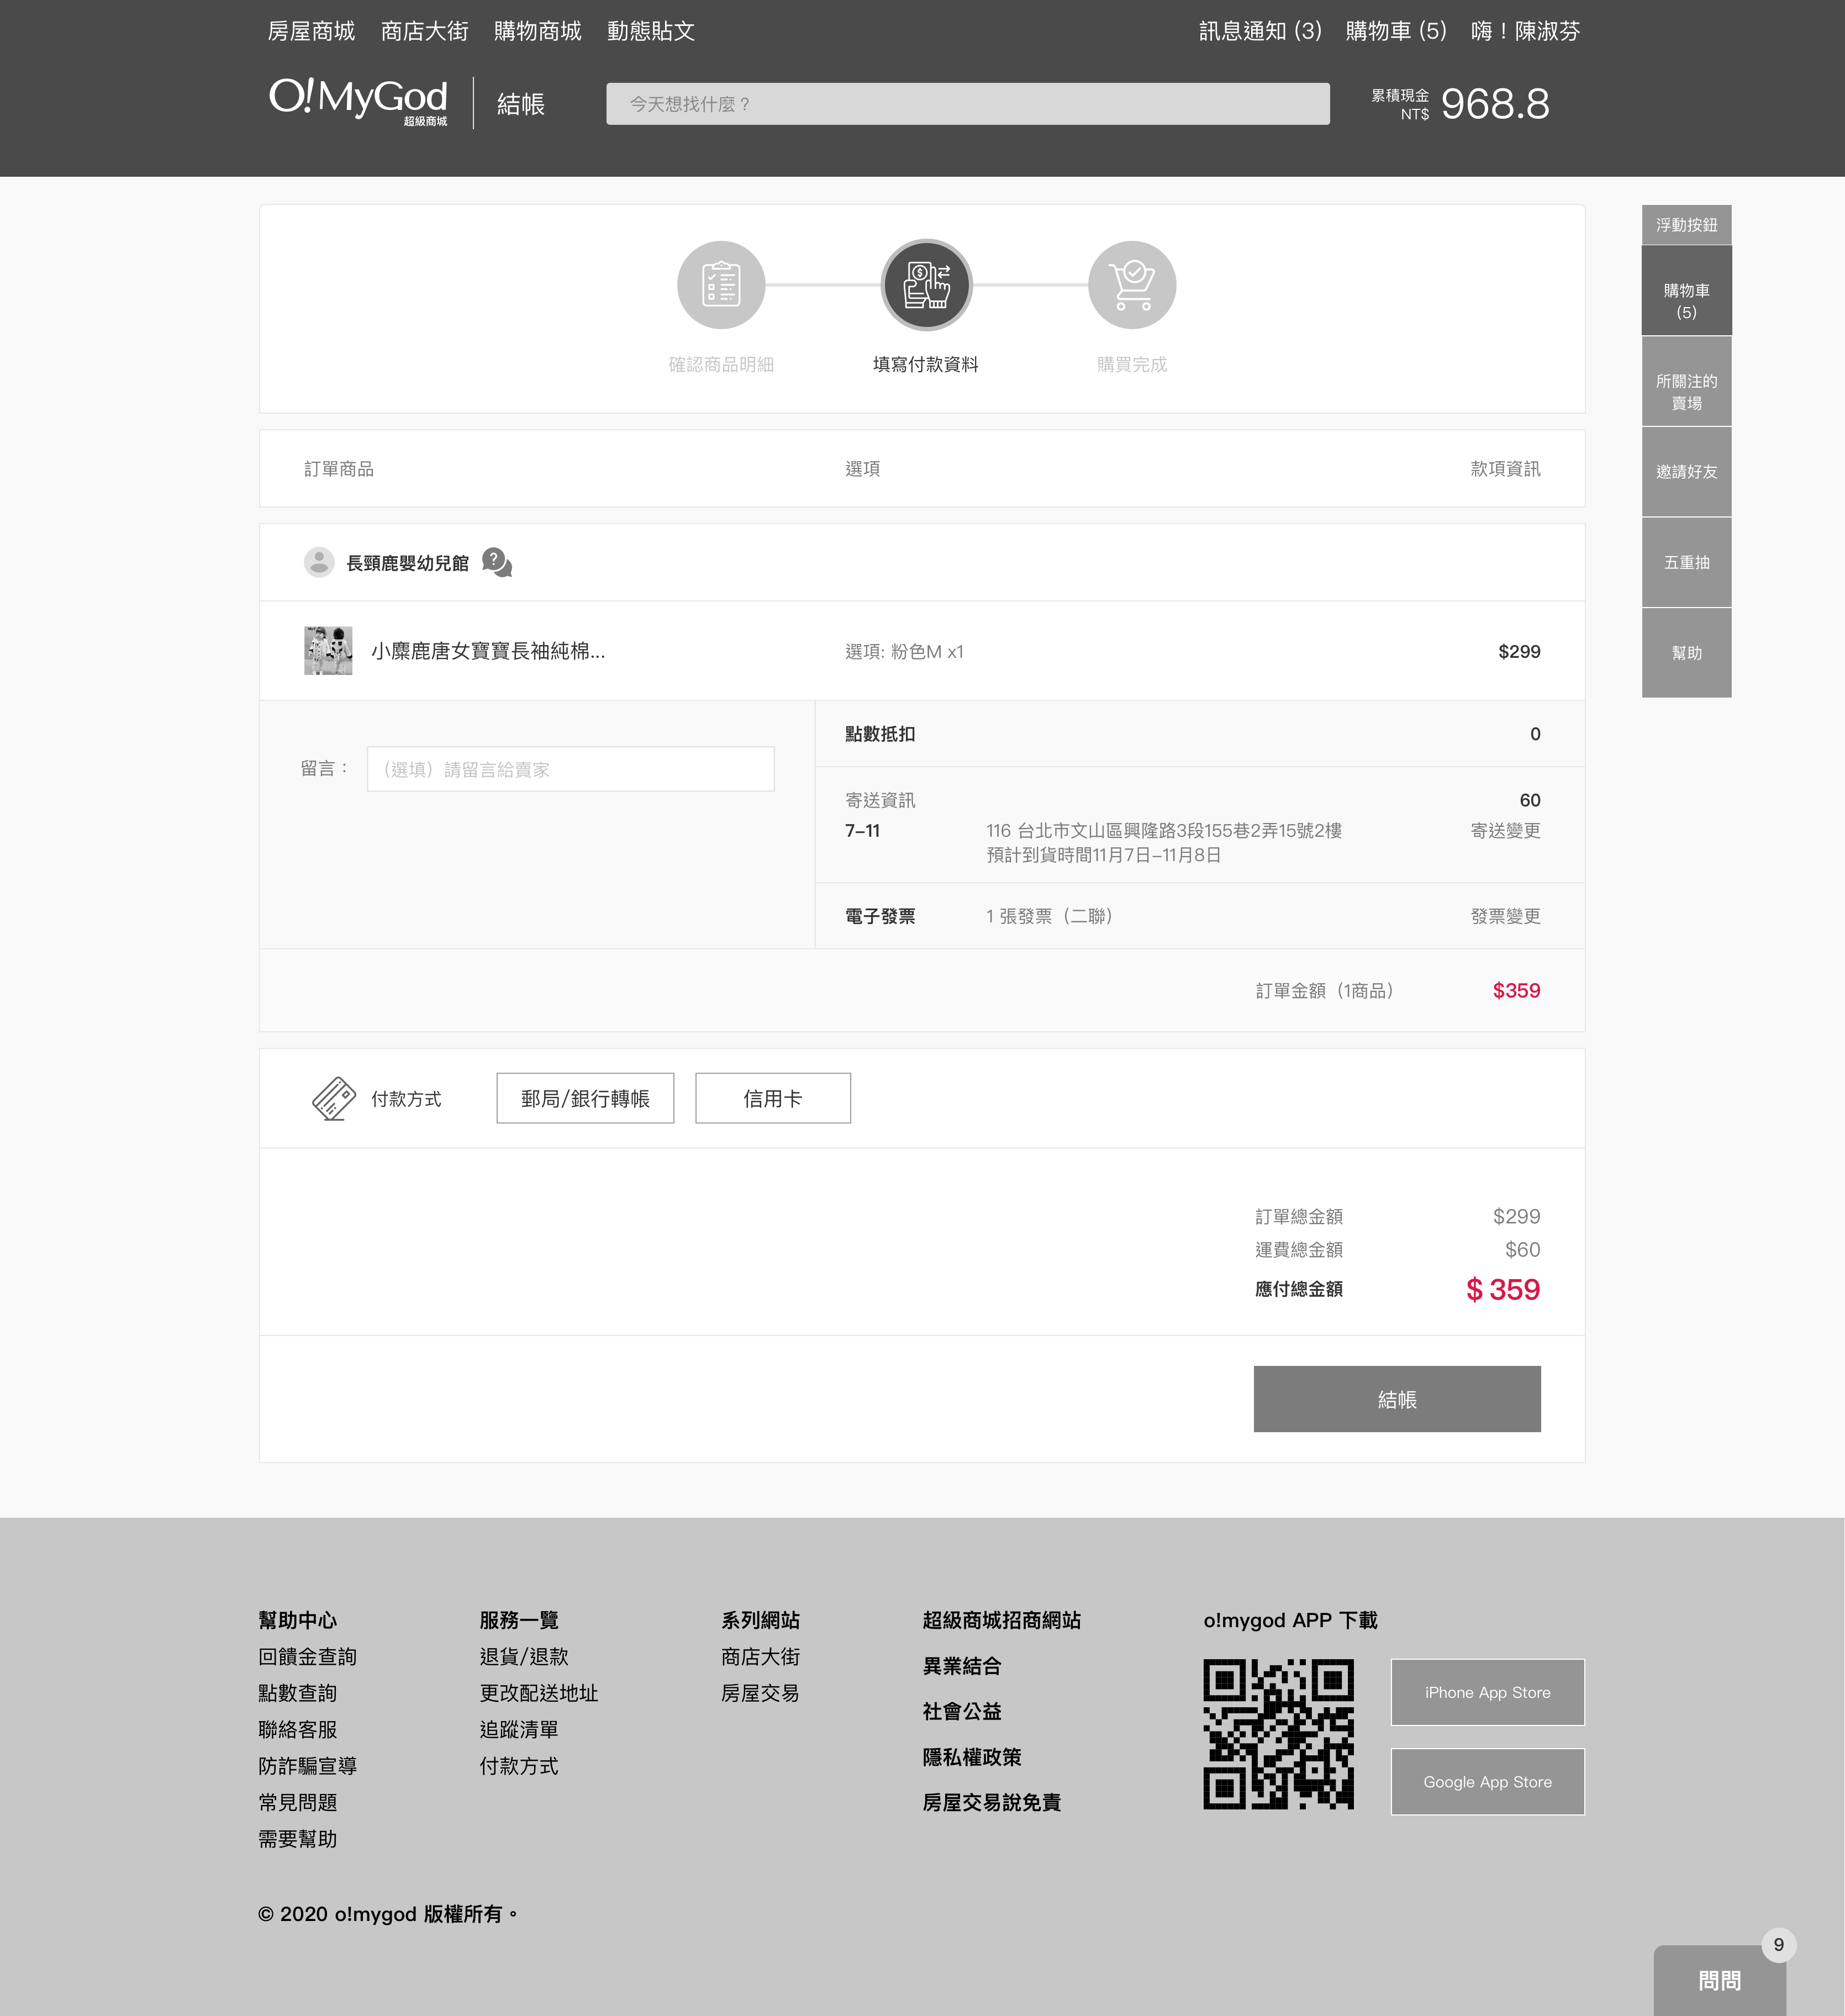 房屋商城 商店大街 購物商城 動態貼文 訊息通知 (3) 購物車 (5) 嗨！陳淑芬
O!MyGod
超級商城
結帳
今天想找什麼？
累積現金
NT$
968.8
確認商品明細
填寫付款資料
購買完成
浮動按鈕
購物車
(5)
所關注的
賣場
邀請好友
五重抽
幫助
訂單商品 選項 款項資訊
長頸鹿嬰幼兒館
小麋鹿唐女寶寶長袖純棉... 選項: 粉色M x1 $299
留言：
（選填）請留言給賣家
點數抵扣 0
寄送資訊 60
7-11 116 台北市文山區興隆路3段155巷2弄15號2樓 寄送變更
預計到貨時間11月7日-11月8日
電子發票 1 張發票（二聯） 發票變更
訂單金額（1商品） $359
付款方式 郵局/銀行轉帳 信用卡
訂單總金額 $299
運費總金額 $60
應付總金額 $ 359
結帳
幫助中心
回饋金查詢
點數查詢
聯絡客服
防詐騙宣導
常見問題
需要幫助
服務一覽
退貨/退款
更改配送地址
追蹤清單
付款方式
系列網站
商店大街
房屋交易
超級商城招商網站
異業結合
社會公益
隱私權政策
房屋交易說免責
o!mygod APP 下載
iPhone App Store
Google App Store
© 2020 o!mygod 版權所有。
9
問問